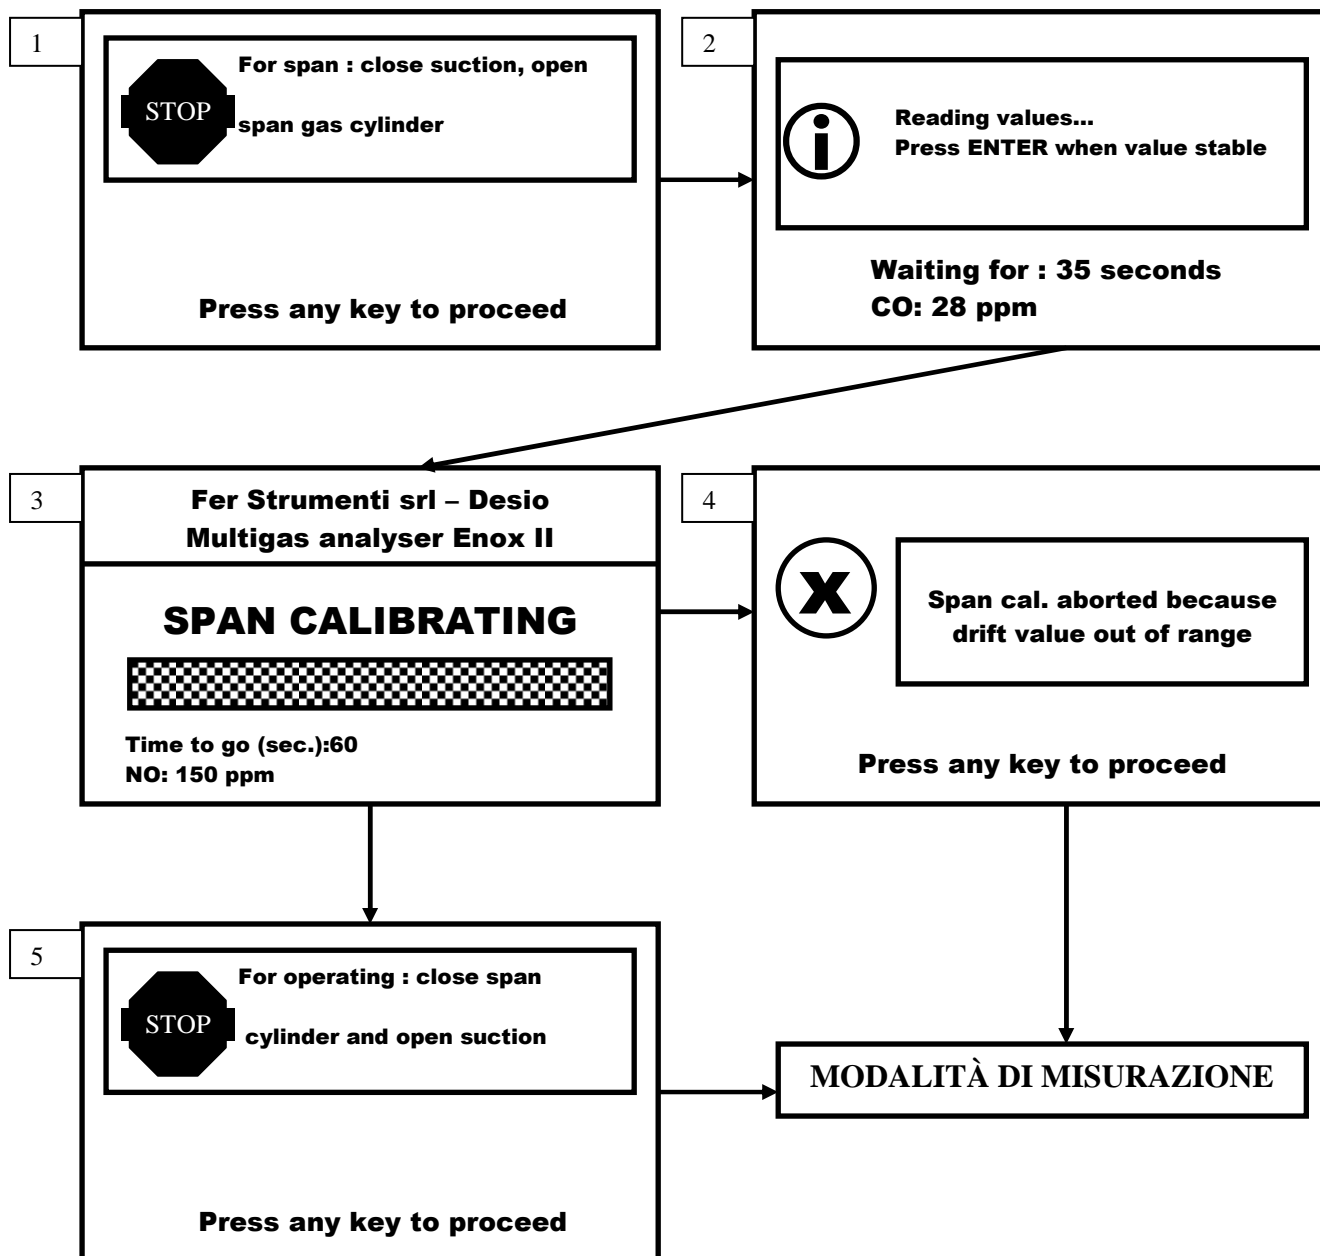 1
STOP
For span : close suction, open
span gas cylinder
Press any key to proceed
2
i
Reading values...
Press ENTER when value stable
Waiting for : 35 seconds
CO: 28 ppm
3
Fer Strumenti srl – Desio
Multigas analyser Enox II
SPAN CALIBRATING
Time to go (sec.):60
NO: 150 ppm
4
X
Span cal. aborted because
drift value out of range
Press any key to proceed
5
STOP
For operating : close span
cylinder and open suction
Press any key to proceed
MODALITÀ DI MISURAZIONE